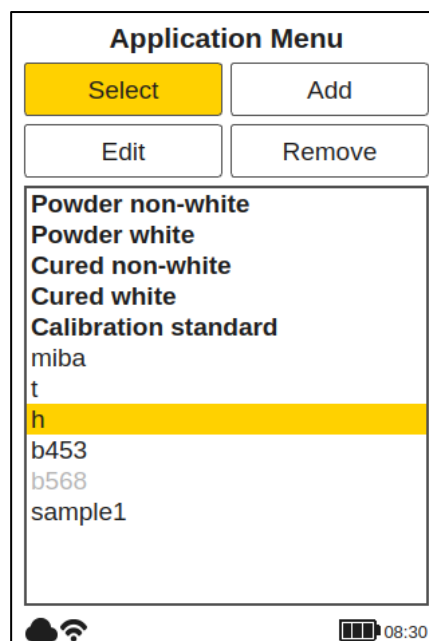 Application Menu
Select Add
Edit Remove
Powder non-white
Powder white
Cured non-white
Cured white
Calibration standard
miba
t
h
b453
b568
sample1
08:30